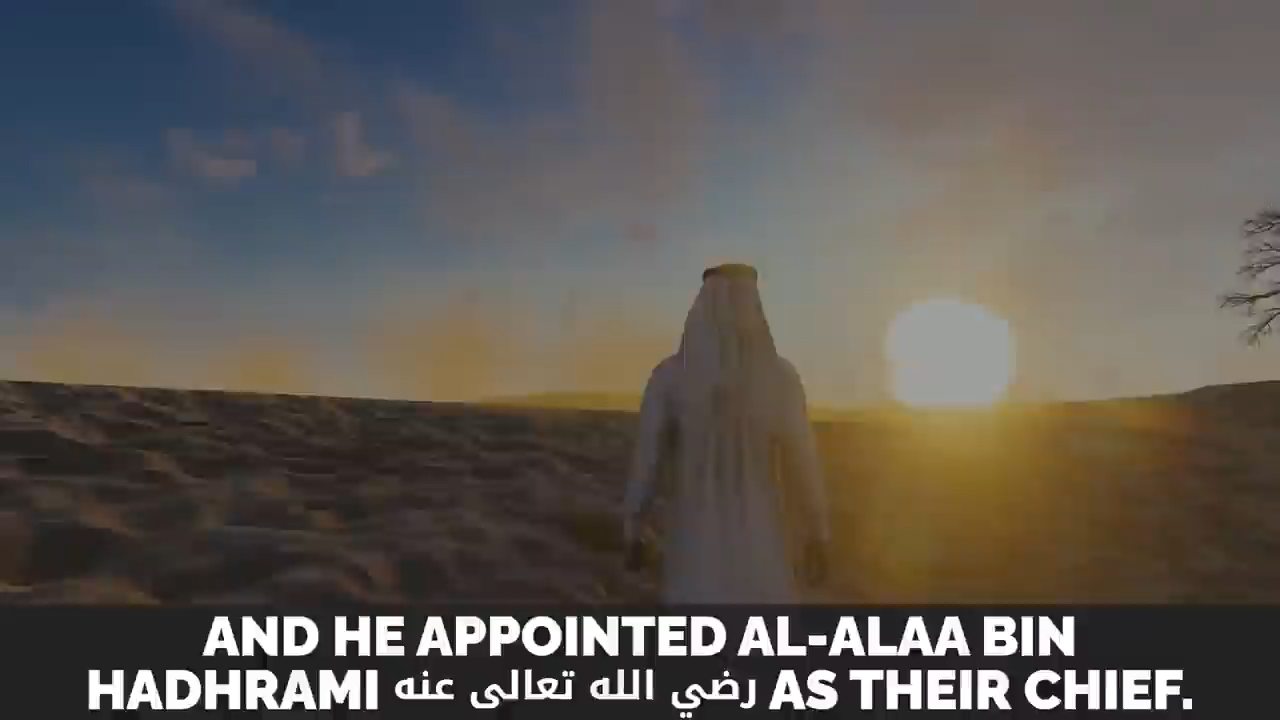 AND HE APPOINTED AL-ALAA BIN
HADHRAMI رضي الله تعالى عنه AS THEIR CHIEF.